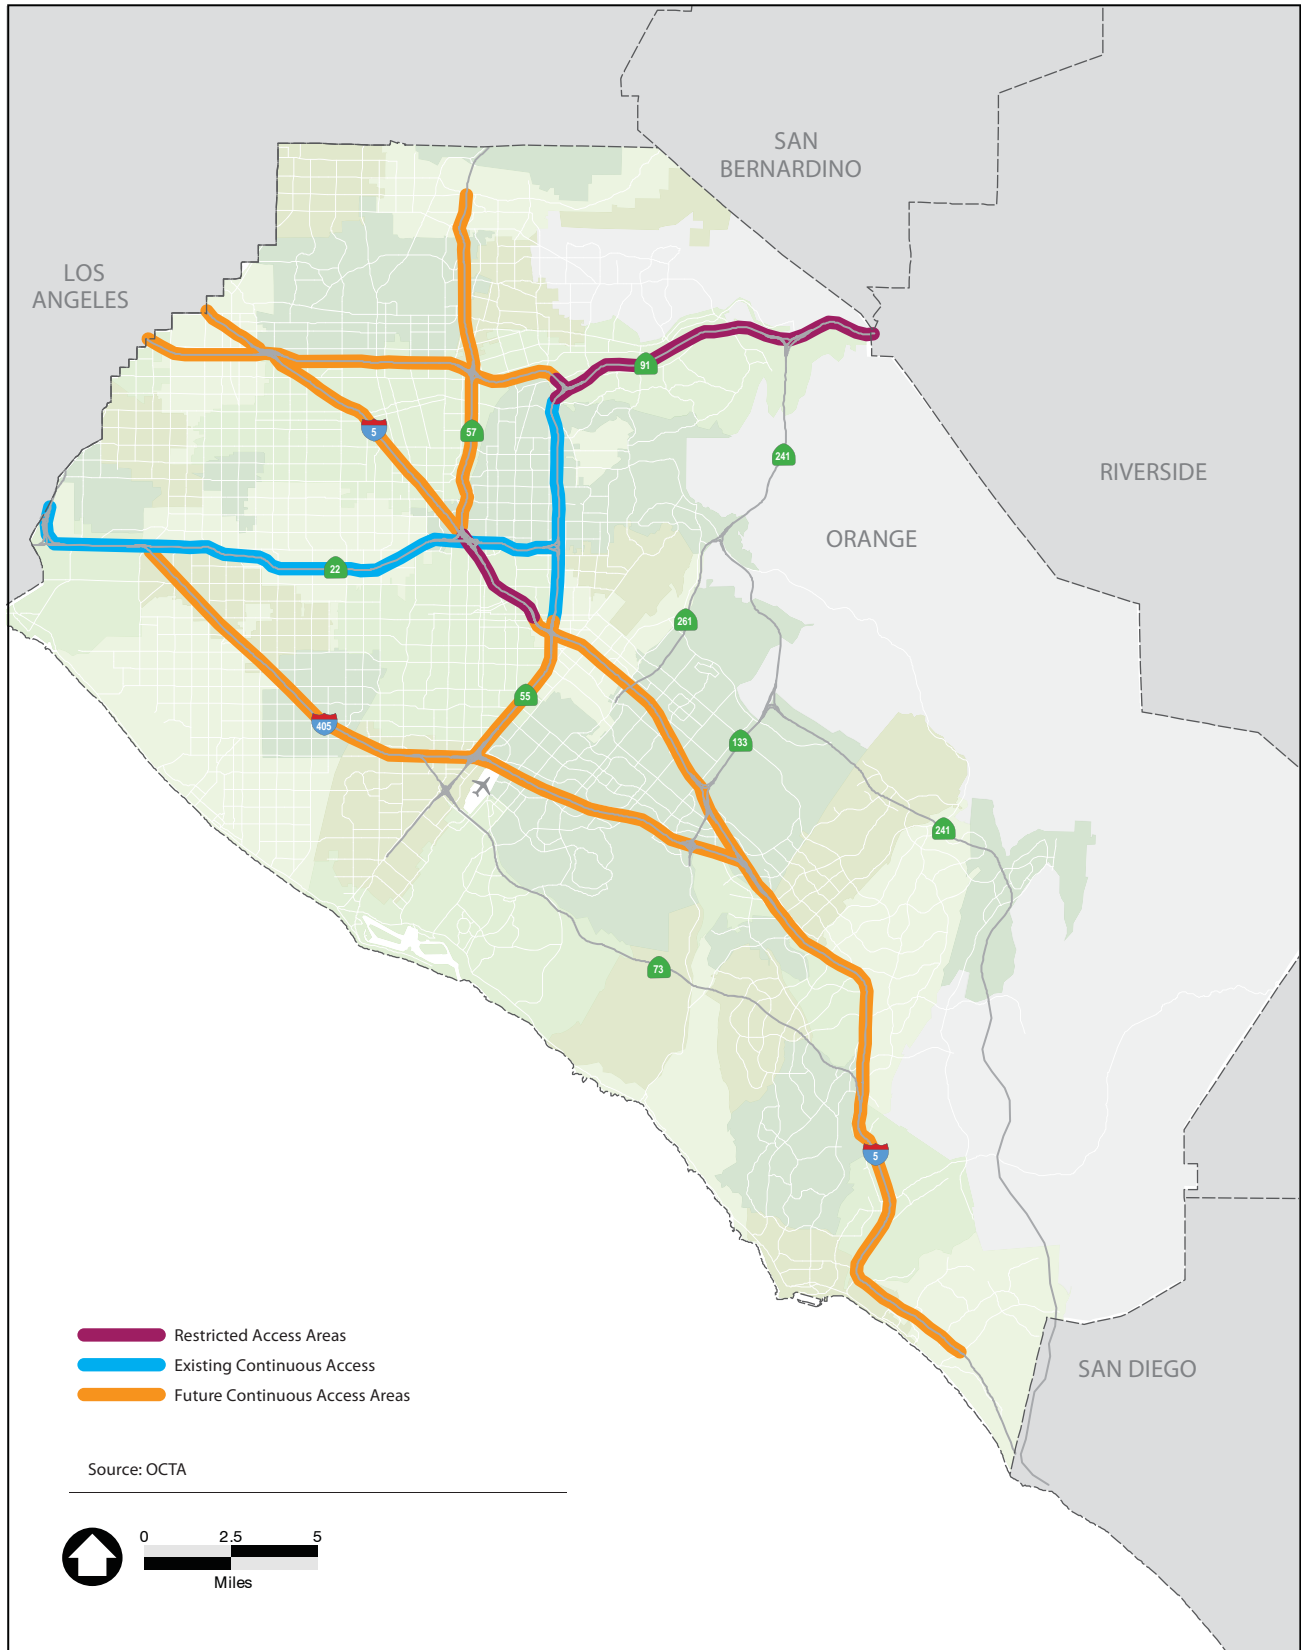 SAN
BERNARDINO
LOS
ANGELES
91
5
57
241
RIVERSIDE
ORANGE
22
261
55
405
133
241
73
5
Restricted Access Areas
Existing Continuous Access
Future Continuous Access Areas
SAN DIEGO
Source: OCTA
0 2.5 5
Miles